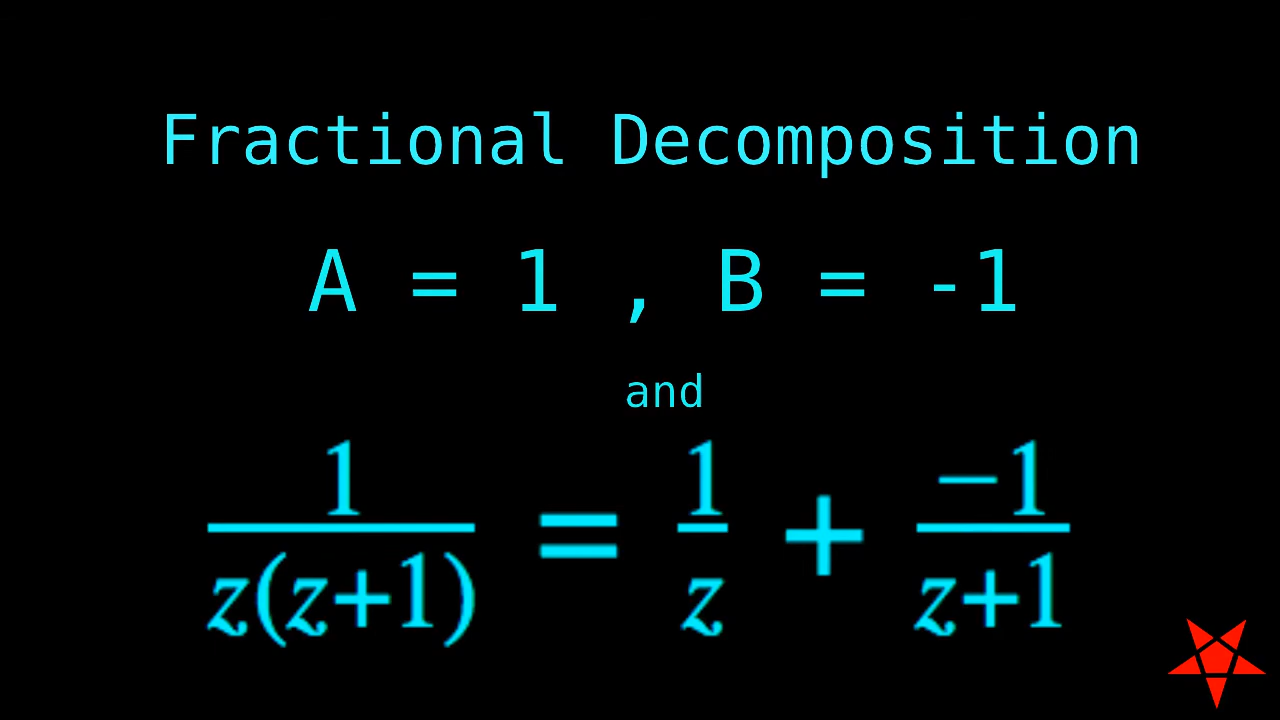 Fractional Decomposition
A = 1 , B = -1
and
1/z(z+1) = 1/z + −1/z+1